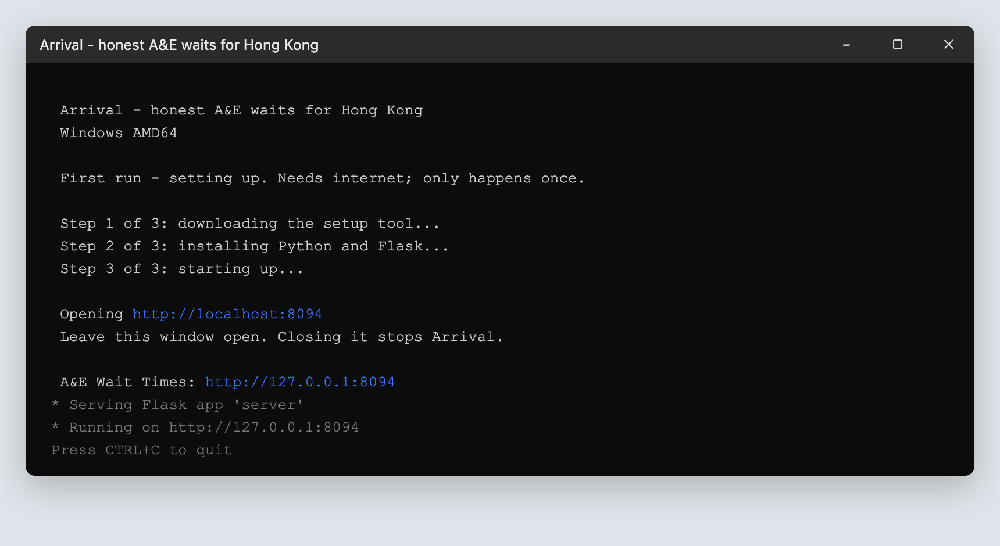 Arrival - honest A&E waits for Hong Kong
Arrival - honest A&E waits for Hong Kong
Windows AMD64
First run - setting up. Needs internet; only happens once.
Step 1 of 3: downloading the setup tool...
Step 2 of 3: installing Python and Flask...
Step 3 of 3: starting up...
Opening http://localhost:8094
Leave this window open. Closing it stops Arrival.
A&E Wait Times: http://127.0.0.1:8094
* Serving Flask app 'server'
* Running on http://127.0.0.1:8094
Press CTRL+C to quit